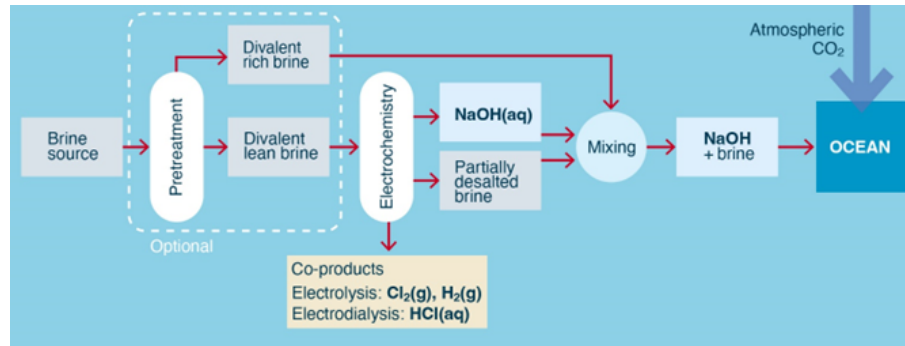 Atmospheric
CO₂
Divalent
rich brine
Brine
source
Pretreatment
Divalent
lean brine
Electrochemistry
NaOH(aq)
Partially
desalted
brine
Mixing
NaOH
+ brine
OCEAN
Optional
Co-products
Electrolysis: Cl₂(g), H₂(g)
Electrodialysis: HCl(aq)